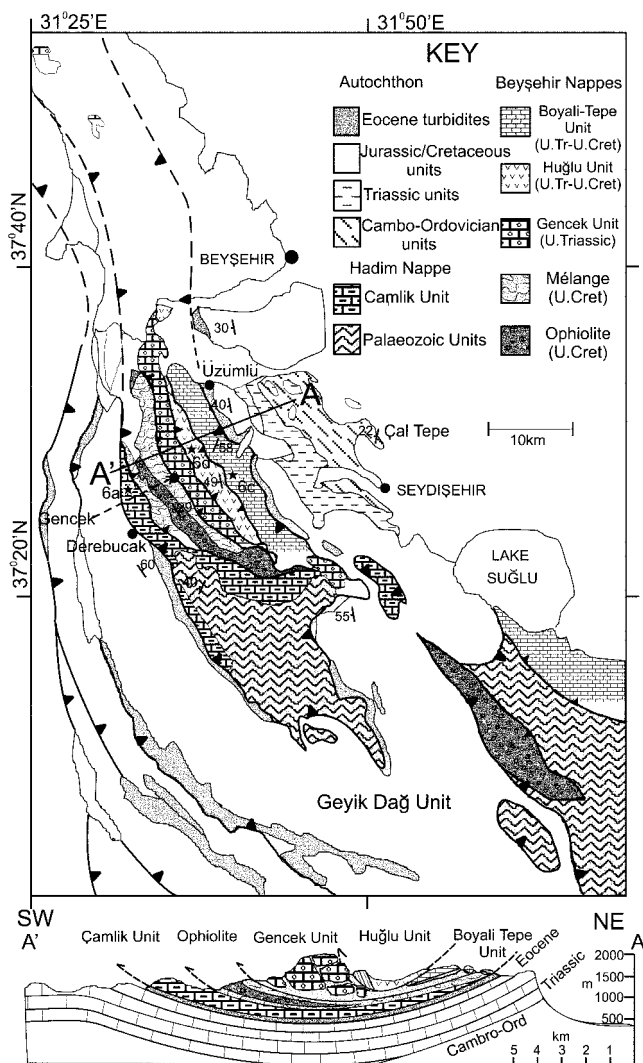 31°25'E
31°50'E
KEY
Autochthon
Eocene turbidites
Jurassic/Cretaceous
units
Triassic units
Cambo-Ordovician
units
Hadim Nappe
Camlik Unit
Palaeozoic Units
Beyşehir Nappes
Boyali-Tepe
Unit
(U.Tr-U.Cret)
Huğlu Unit
(U.Tr-U.Cret)
Gencek Unit
(U.Triassic)
Mélange
(U.Cret)
Ophiolite
(U.Cret)
10km
37°40'N
37°20'N
BEYŞEHIR
30
Üzümlü
A
40
22
Çal Tepe
58
6d
A'
49
6c
SEYDIŞEHIR
6a
Gencek
Derebucak
60
LAKE
SUĞLU
55
Geyik Dağ Unit
SW
NE
A'
Çamlik Unit
Ophiolite
Gencek Unit
Huğlu Unit
Boyali Tepe
Unit
Eocene
Triassic
Cambro-Ord
A
2000
1500
m
1000
500
km
5 4 3 2 1